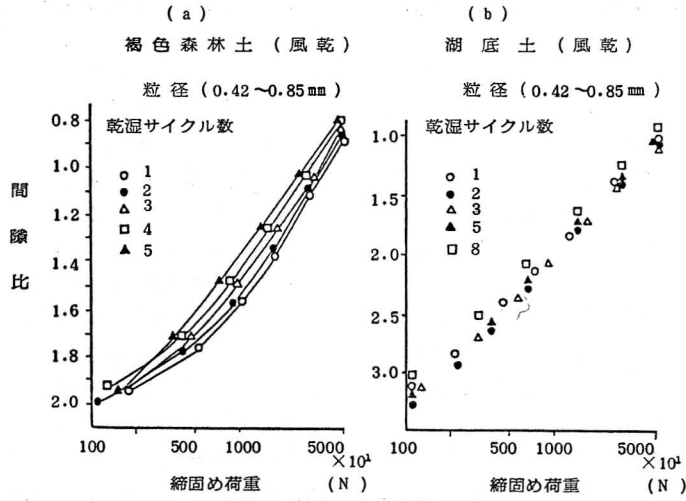 (a)
褐色森林土(風乾)
粒径(0.42~0.85mm)
乾湿サイクル数
○ 1
● 2
△ 3
□ 4
▲ 5
間隙比
0.8
1.0
1.2
1.4
1.6
1.8
2.0
100 500 1000 5000
×10¹
締固め荷重 (N)
(b)
湖底土(風乾)
粒径(0.42~0.85mm)
乾湿サイクル数
○ 1
● 2
△ 3
▲ 5
□ 8
1.0
1.5
2.0
2.5
3.0
100 500 1000 5000
×10¹
締固め荷重 (N)